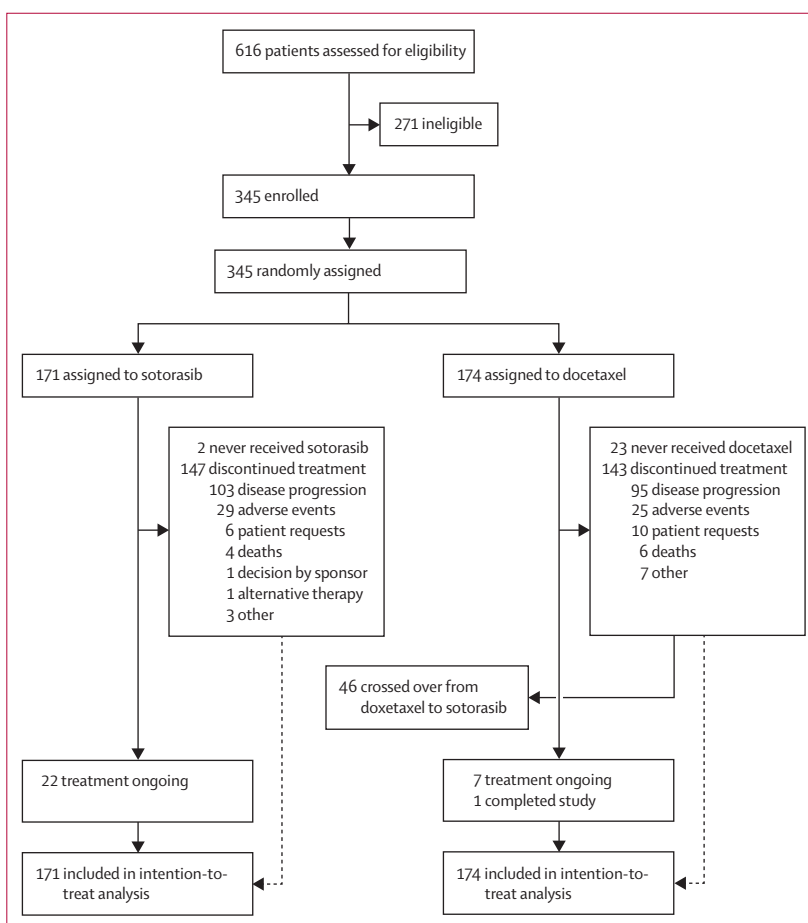 616 patients assessed for eligibility
271 ineligible
345 enrolled
345 randomly assigned
171 assigned to sotorasib
174 assigned to docetaxel
2 never received sotorasib
147 discontinued treatment
103 disease progression
29 adverse events
6 patient requests
4 deaths
1 decision by sponsor
1 alternative therapy
3 other
23 never received docetaxel
143 discontinued treatment
95 disease progression
25 adverse events
10 patient requests
6 deaths
7 other
46 crossed over from
doxetaxel to sotorasib
22 treatment ongoing
7 treatment ongoing
1 completed study
171 included in intention-to-
treat analysis
174 included in intention-to-
treat analysis